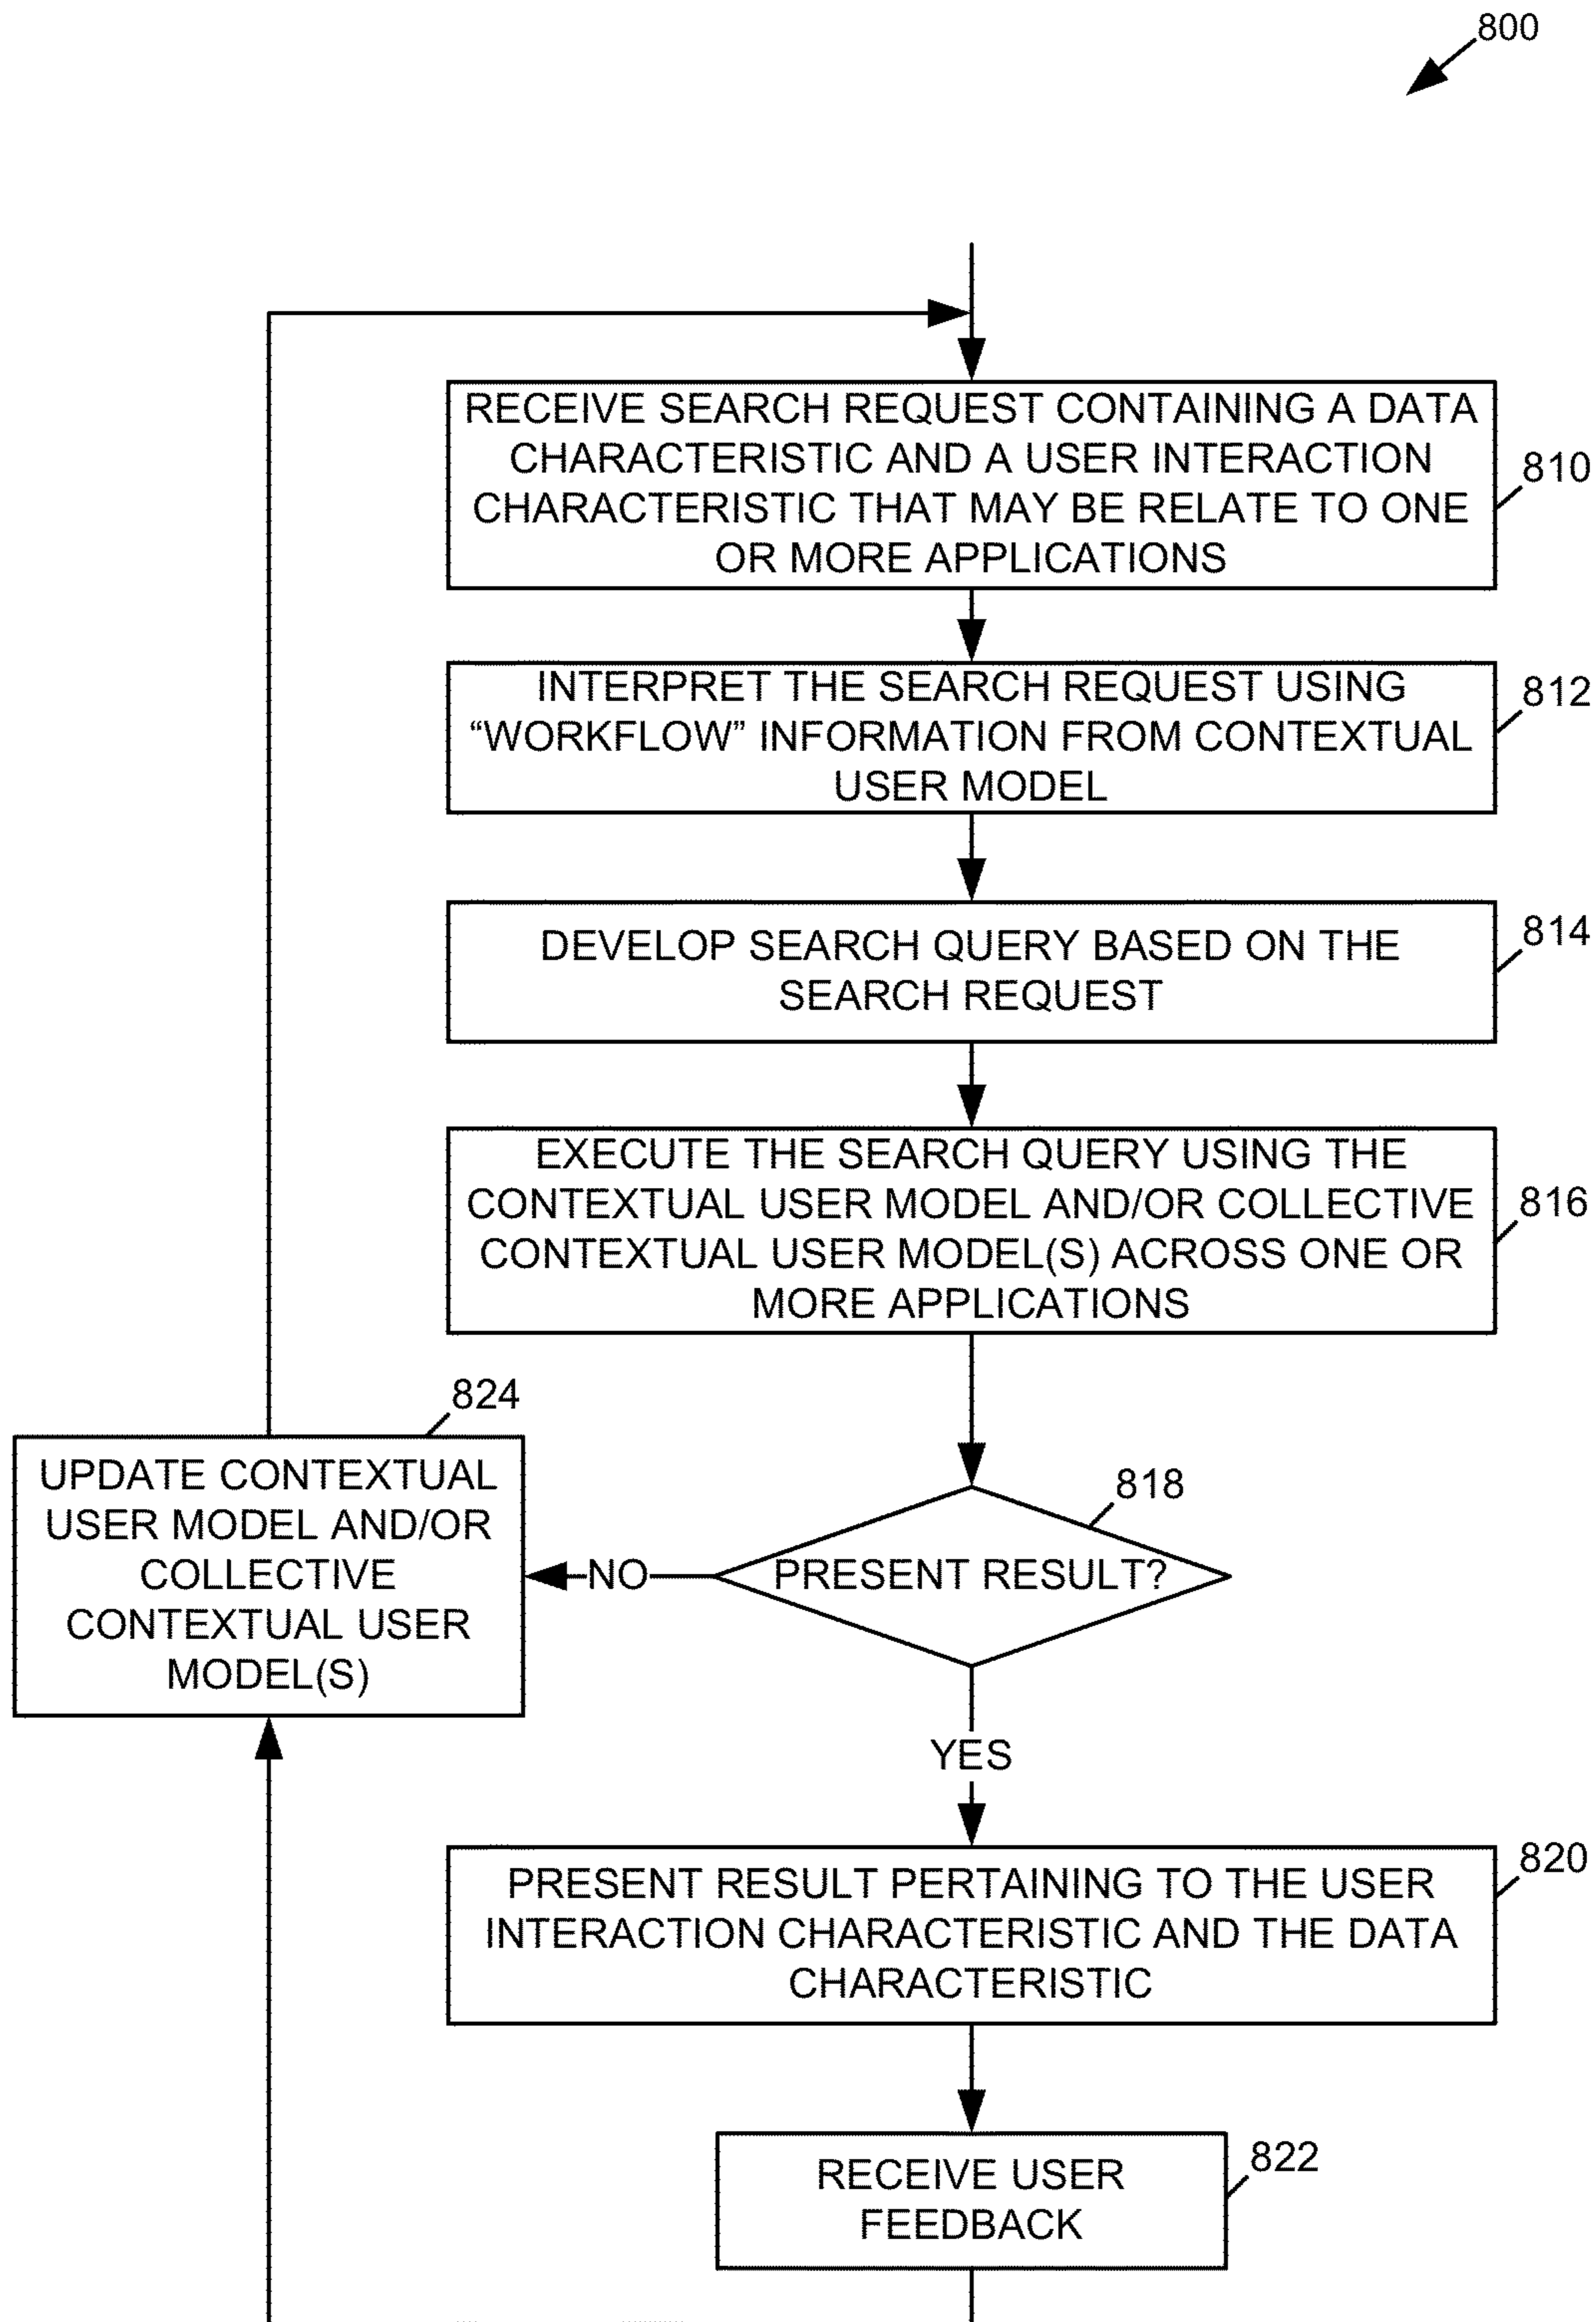 800
RECEIVE SEARCH REQUEST CONTAINING A DATA
CHARACTERISTIC AND A USER INTERACTION
CHARACTERISTIC THAT MAY BE RELATE TO ONE
OR MORE APPLICATIONS
810
INTERPRET THE SEARCH REQUEST USING
“WORKFLOW” INFORMATION FROM CONTEXTUAL
USER MODEL
812
DEVELOP SEARCH QUERY BASED ON THE
SEARCH REQUEST
814
EXECUTE THE SEARCH QUERY USING THE
CONTEXTUAL USER MODEL AND/OR COLLECTIVE
CONTEXTUAL USER MODEL(S) ACROSS ONE OR
MORE APPLICATIONS
816
824
UPDATE CONTEXTUAL
USER MODEL AND/OR
COLLECTIVE
CONTEXTUAL USER
MODEL(S)
818
NO
PRESENT RESULT?
YES
PRESENT RESULT PERTAINING TO THE USER
INTERACTION CHARACTERISTIC AND THE DATA
CHARACTERISTIC
820
RECEIVE USER
FEEDBACK
822